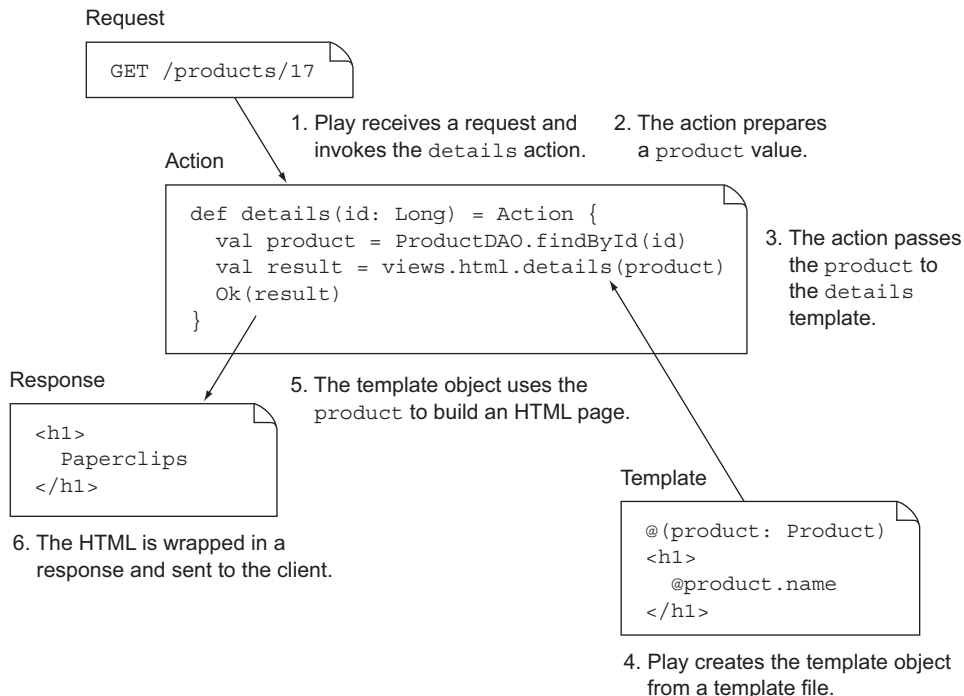 Request
GET /products/17
1. Play receives a request and
invokes the details action.
2. The action prepares
a product value.
Action
def details(id: Long) = Action {
  val product = ProductDAO.findById(id)
  val result = views.html.details(product)
  Ok(result)
}
3. The action passes
the product to
the details
template.
Response
<h1>
  Paperclips
</h1>
5. The template object uses the
product to build an HTML page.
6. The HTML is wrapped in a
response and sent to the client.
Template
@(product: Product)
<h1>
  @product.name
</h1>
4. Play creates the template object
from a template file.